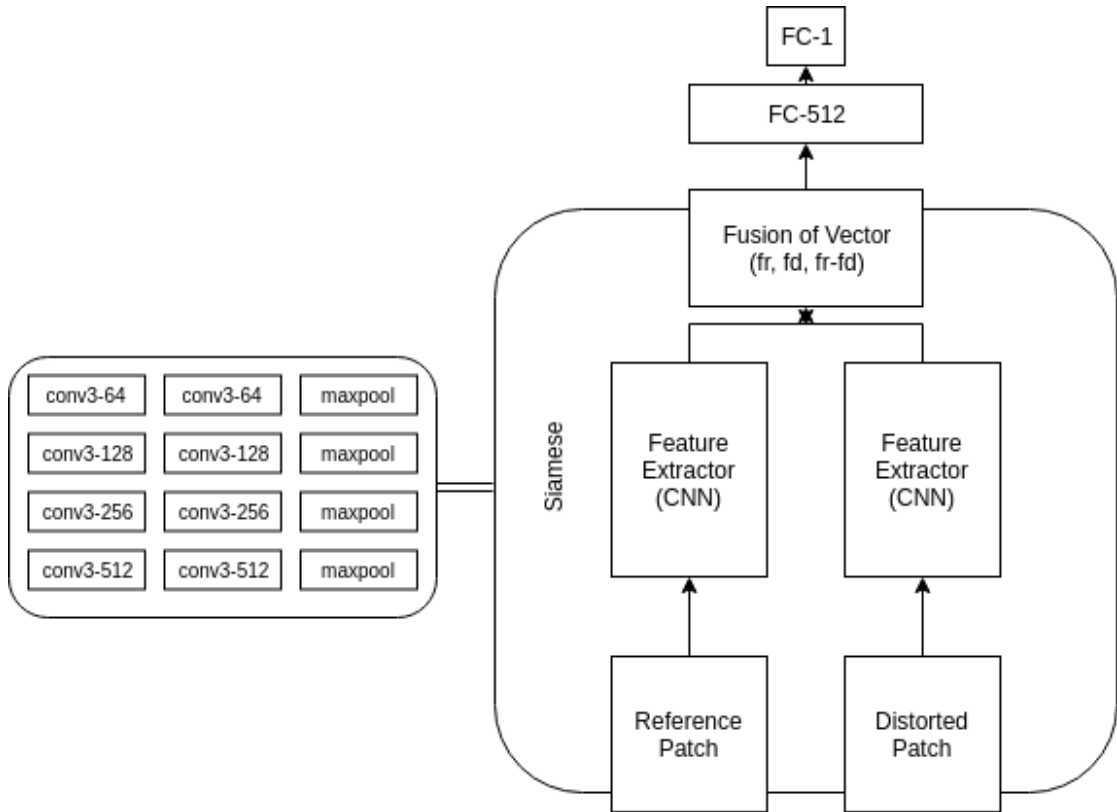 FC-1
FC-512
Fusion of Vector
(fr, fd, fr-fd)
conv3-64 conv3-64 maxpool
conv3-128 conv3-128 maxpool
conv3-256 conv3-256 maxpool
conv3-512 conv3-512 maxpool
Siamese
Feature
Extractor
(CNN)
Feature
Extractor
(CNN)
Reference
Patch
Distorted
Patch